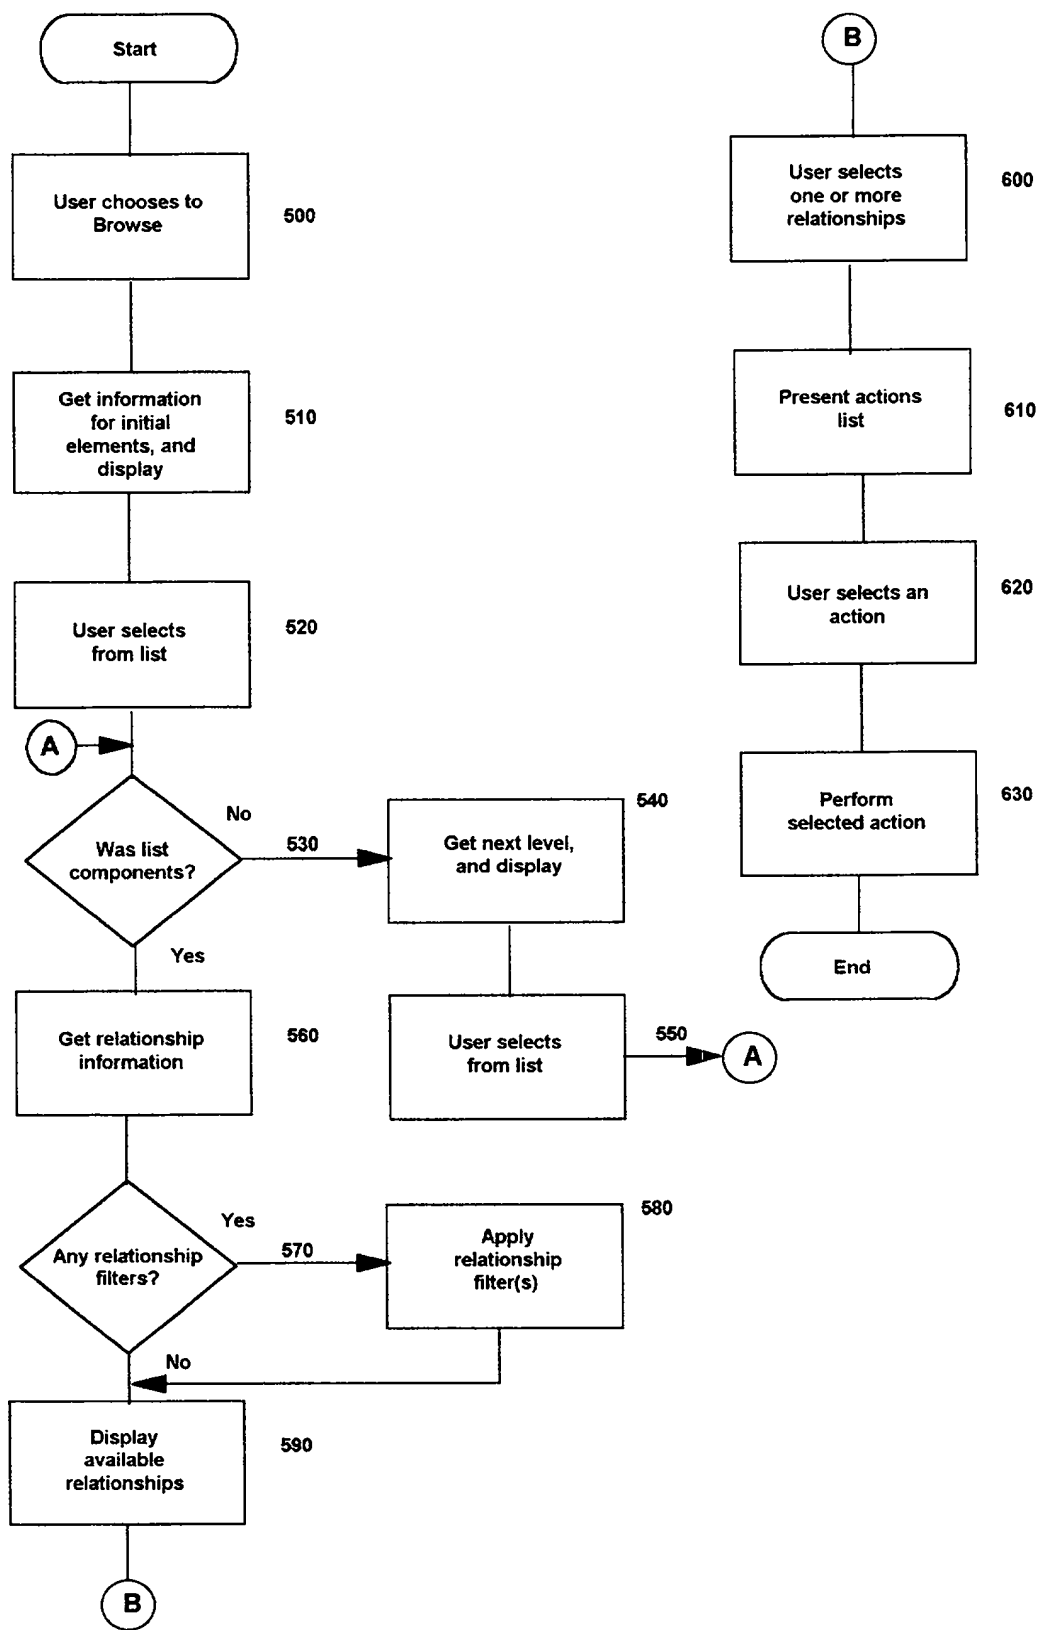 Start
User chooses to
Browse
500
Get information
for initial
elements, and
display
510
User selects
from list
520
A
Was list
components?
No
530
Yes
Get next level,
and display
540
User selects
from list
550
A
Get relationship
information
560
Any relationship
filters?
Yes
570
No
Apply
relationship
filter(s)
580
Display
available
relationships
590
B
B
User selects
one or more
relationships
600
Present actions
list
610
User selects an
action
620
Perform
selected action
630
End